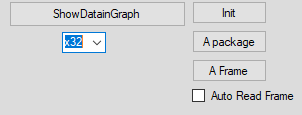 ShowDatainGraph
Init
x32
A package
A Frame
Auto Read Frame